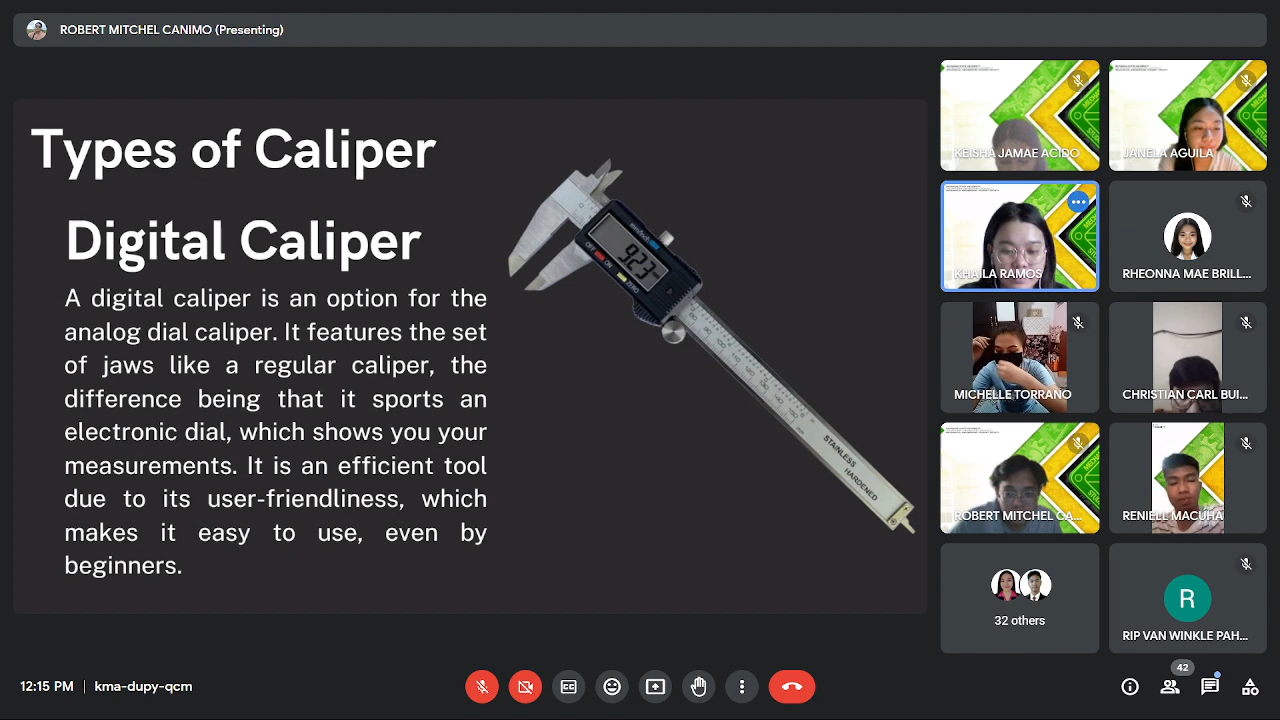 ROBERT MITCHEL CANIMO (Presenting)
Types of Caliper
Digital Caliper
A digital caliper is an option for the
analog dial caliper. It features the set
of jaws like a regular caliper, the
difference being that it sports an
electronic dial, which shows you your
measurements. It is an efficient tool
due to its user-friendliness, which
makes it easy to use, even by
beginners.
OFF
ON
ZERO
9.23
STAINLESS
HARDENED
KEISHA JAMAE ACIDO
JANELA AGUILA
KHAILA RAMOS
RHEONNA MAE BRILL...
MICHELLE TORRANO
CHRISTIAN CARL BUI...
ROBERT MITCHEL CA...
RENIELL MACUHA
32 others
R
RIP VAN WINKLE PAH...
12:15 PM
kma-dupy-qcm
42